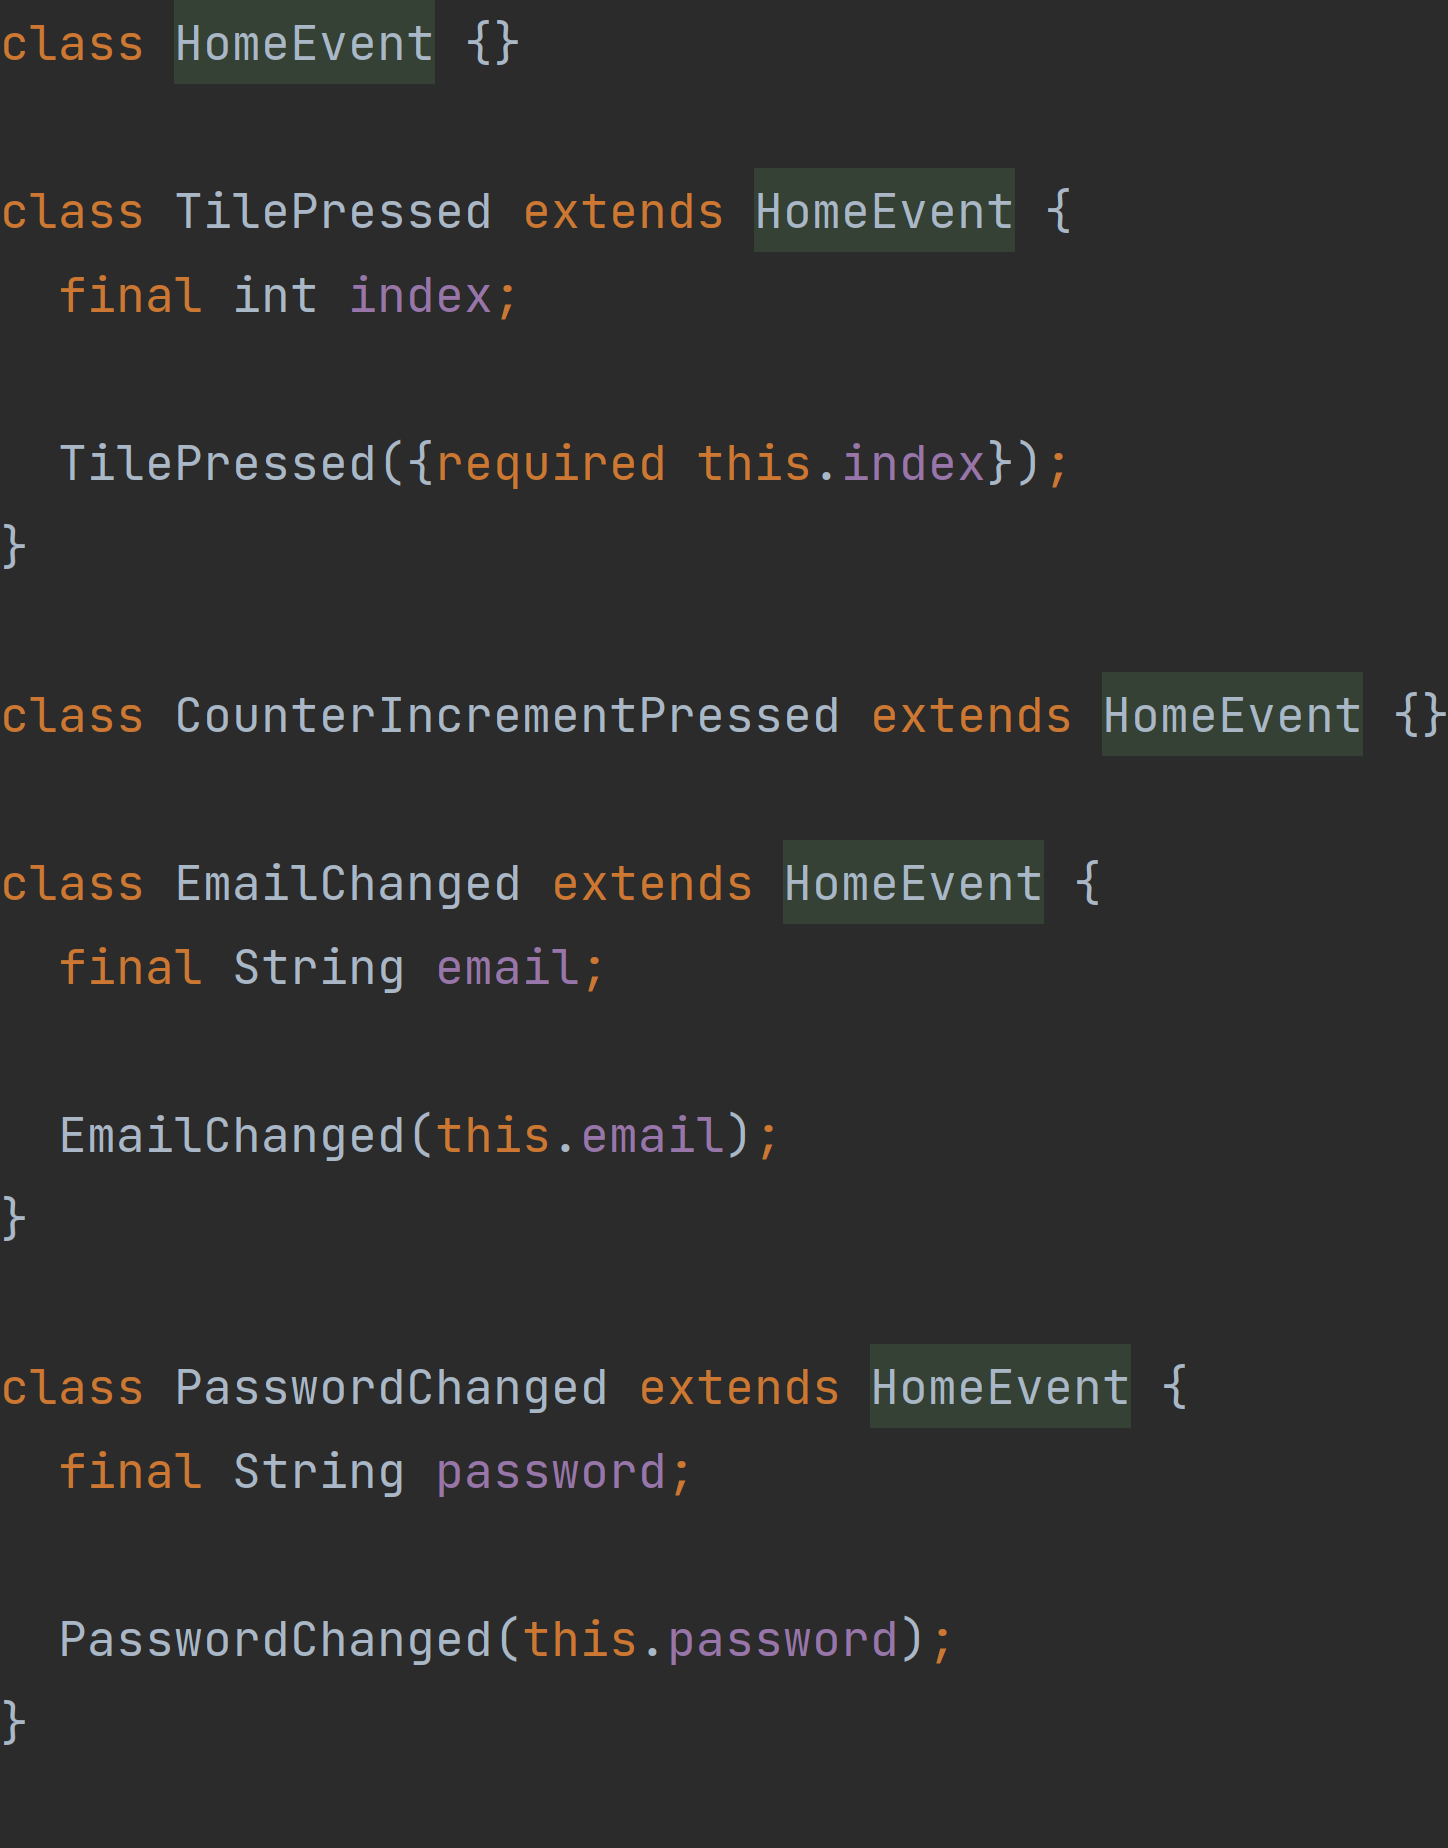 class HomeEvent {}
class TilePressed extends HomeEvent {
  final int index;
  TilePressed({required this.index});
}
class CounterIncrementPressed extends HomeEvent {}
class EmailChanged extends HomeEvent {
  final String email;
  EmailChanged(this.email);
}
class PasswordChanged extends HomeEvent {
  final String password;
  PasswordChanged(this.password);
}